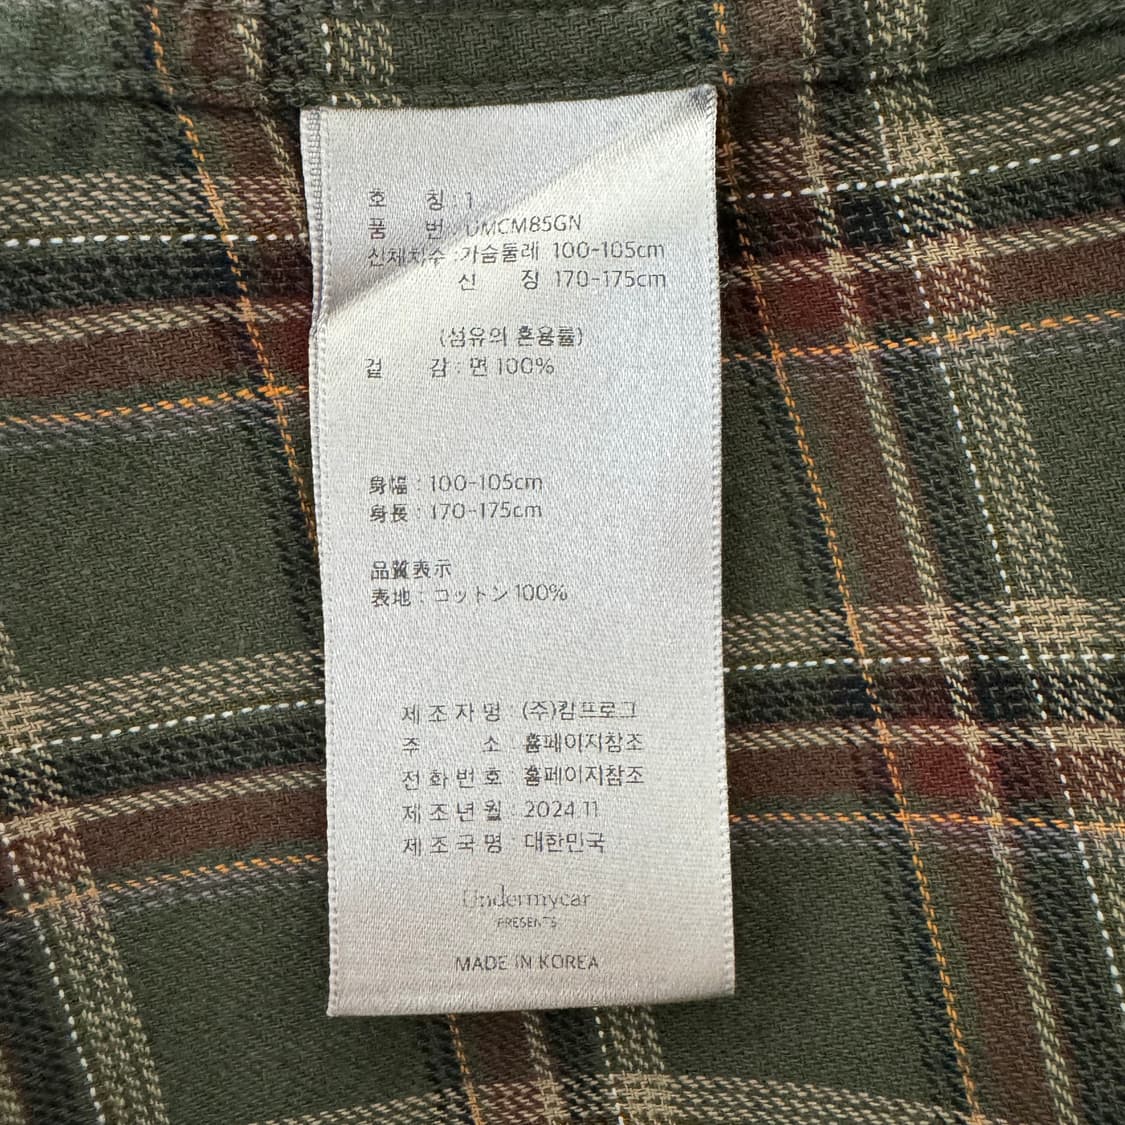 호 칭 : 1
품 번 : UMCM85GN
신체치수 : 가슴둘레 100-105cm
신 장 170-175cm
(섬유의 혼용률)
겉 감 : 면 100%
身幅 : 100-105cm
身長 : 170-175cm
品質表示
表地 : コットン 100%
제 조 자 명 : (주)캄프로그
주 소 : 홈페이지참조
전 화 번 호 : 홈페이지참조
제 조 년 월 : 2024.11
제 조 국 명 : 대한민국
Undermycar
PRESENTS
MADE IN KOREA